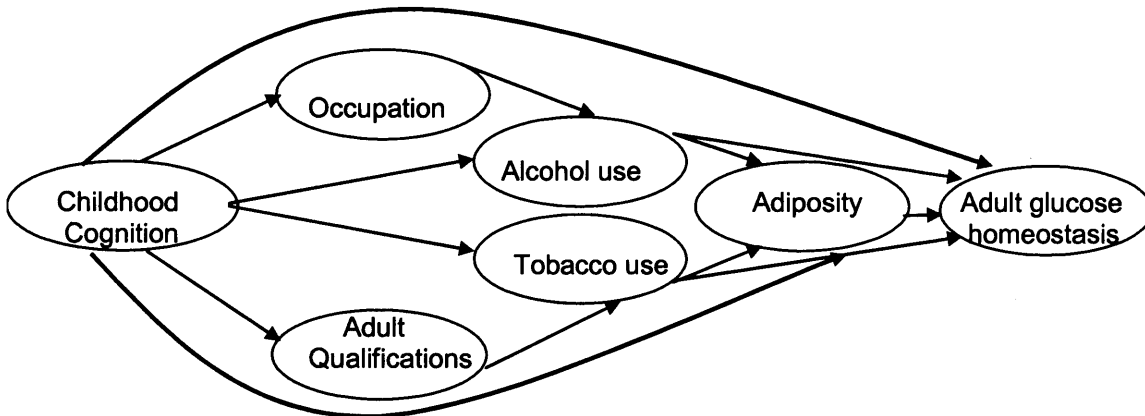 Occupation
Alcohol use
Childhood
Cognition
Adiposity
Adult glucose
homeostasis
Tobacco use
Adult
Qualifications